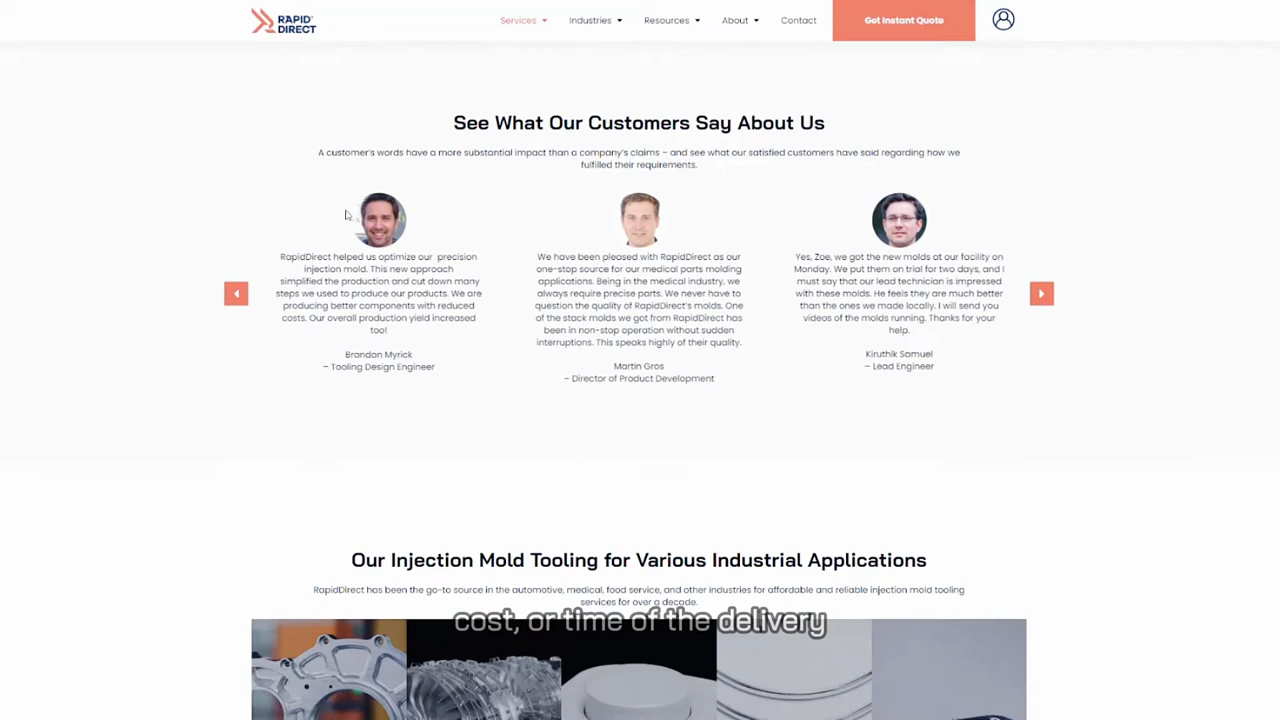 RAPID
DIRECT
Services
Industries
Resources
About
Contact
Get Instant Quote
See What Our Customers Say About Us
A customer's words have a more substantial impact than a company's claims – and see what our satisfied customers have said regarding how we
fulfilled their requirements.
RapidDirect helped us optimize our precision
injection mold. This new approach
simplified the production and cut down many
steps we used to produce our products. We are
producing better components with reduced
costs. Our overall production yield increased
too!
Brandon Myrick
– Tooling Design Engineer
We have been pleased with RapidDirect as our
one-stop source for our medical parts molding
applications. Being in the medical industry, we
always require precise parts. We never have to
question the quality of RapidDirect's molds. One
of the stack molds we got from RapidDirect has
been in non-stop operation without sudden
interruptions. This speaks highly of their quality.
Martin Gros
– Director of Product Development
Yes, Zoe, we got the new molds at our facility on
Monday. We put them on trial for two days, and I
must say that our lead technician is impressed
with these molds. He feels they are much better
than the ones we made locally. I will send you
videos of the molds running. Thanks for your
help.
Kiruthik Samuel
– Lead Engineer
Our Injection Mold Tooling for Various Industrial Applications
RapidDirect has been the go-to source in the automotive, medical, food service, and other industries for affordable and reliable injection mold tooling
services for over a decade.
cost, or time of the delivery